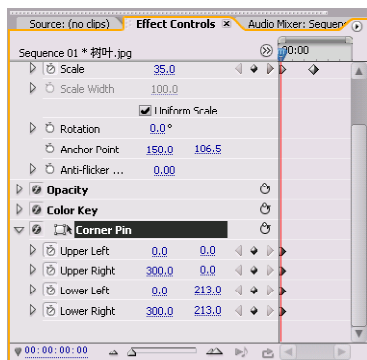 Source: (no clips) Effect Controls × Audio Mixer: Sequen
Sequence 01 * 树叶.jpg 00:00
Scale 35.0
Scale Width 100.0
Uniform Scale
Rotation 0.0°
Anchor Point 150.0 106.5
Anti-flicker ... 0.00
Opacity
Color Key
Corner Pin
Upper Left 0.0 0.0
Upper Right 300.0 0.0
Lower Left 0.0 213.0
Lower Right 300.0 213.0
00:00:00:00